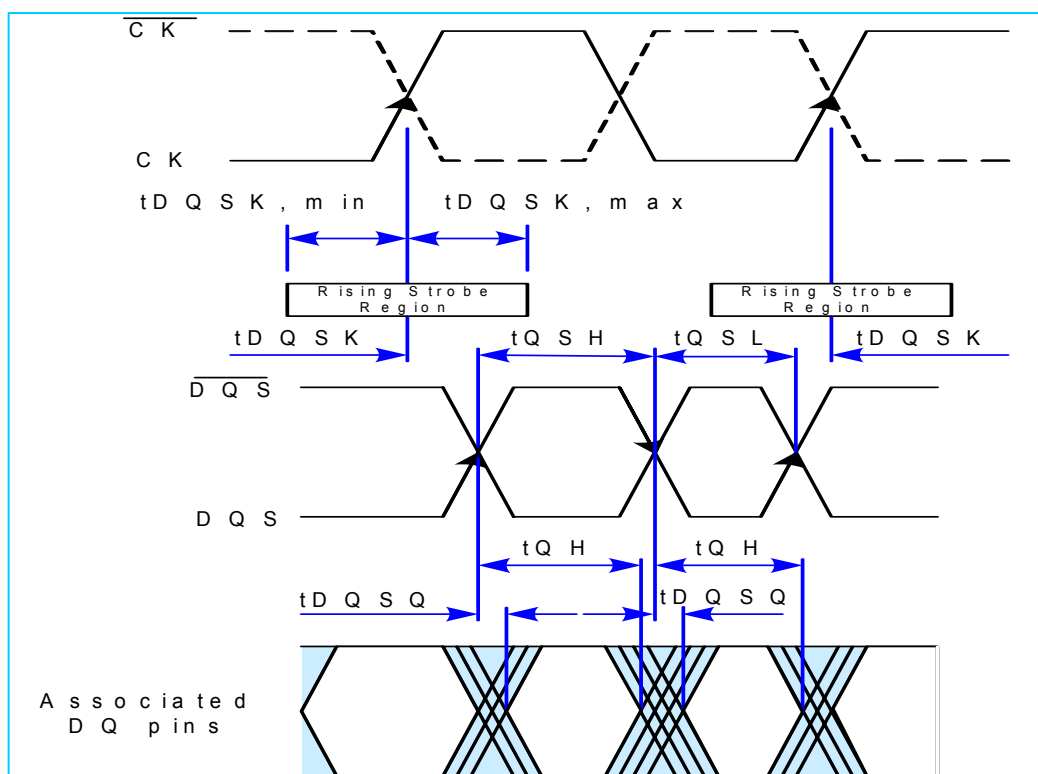 CK
CK
tDQSK, min
tDQSK, max
Rising Strobe
Region
Rising Strobe
Region
tDQSK
tQSH
tQSL
tDQSK
DQS
DQS
tQH
tQH
tDQSQ
tDQSQ
Associated
DQ pins